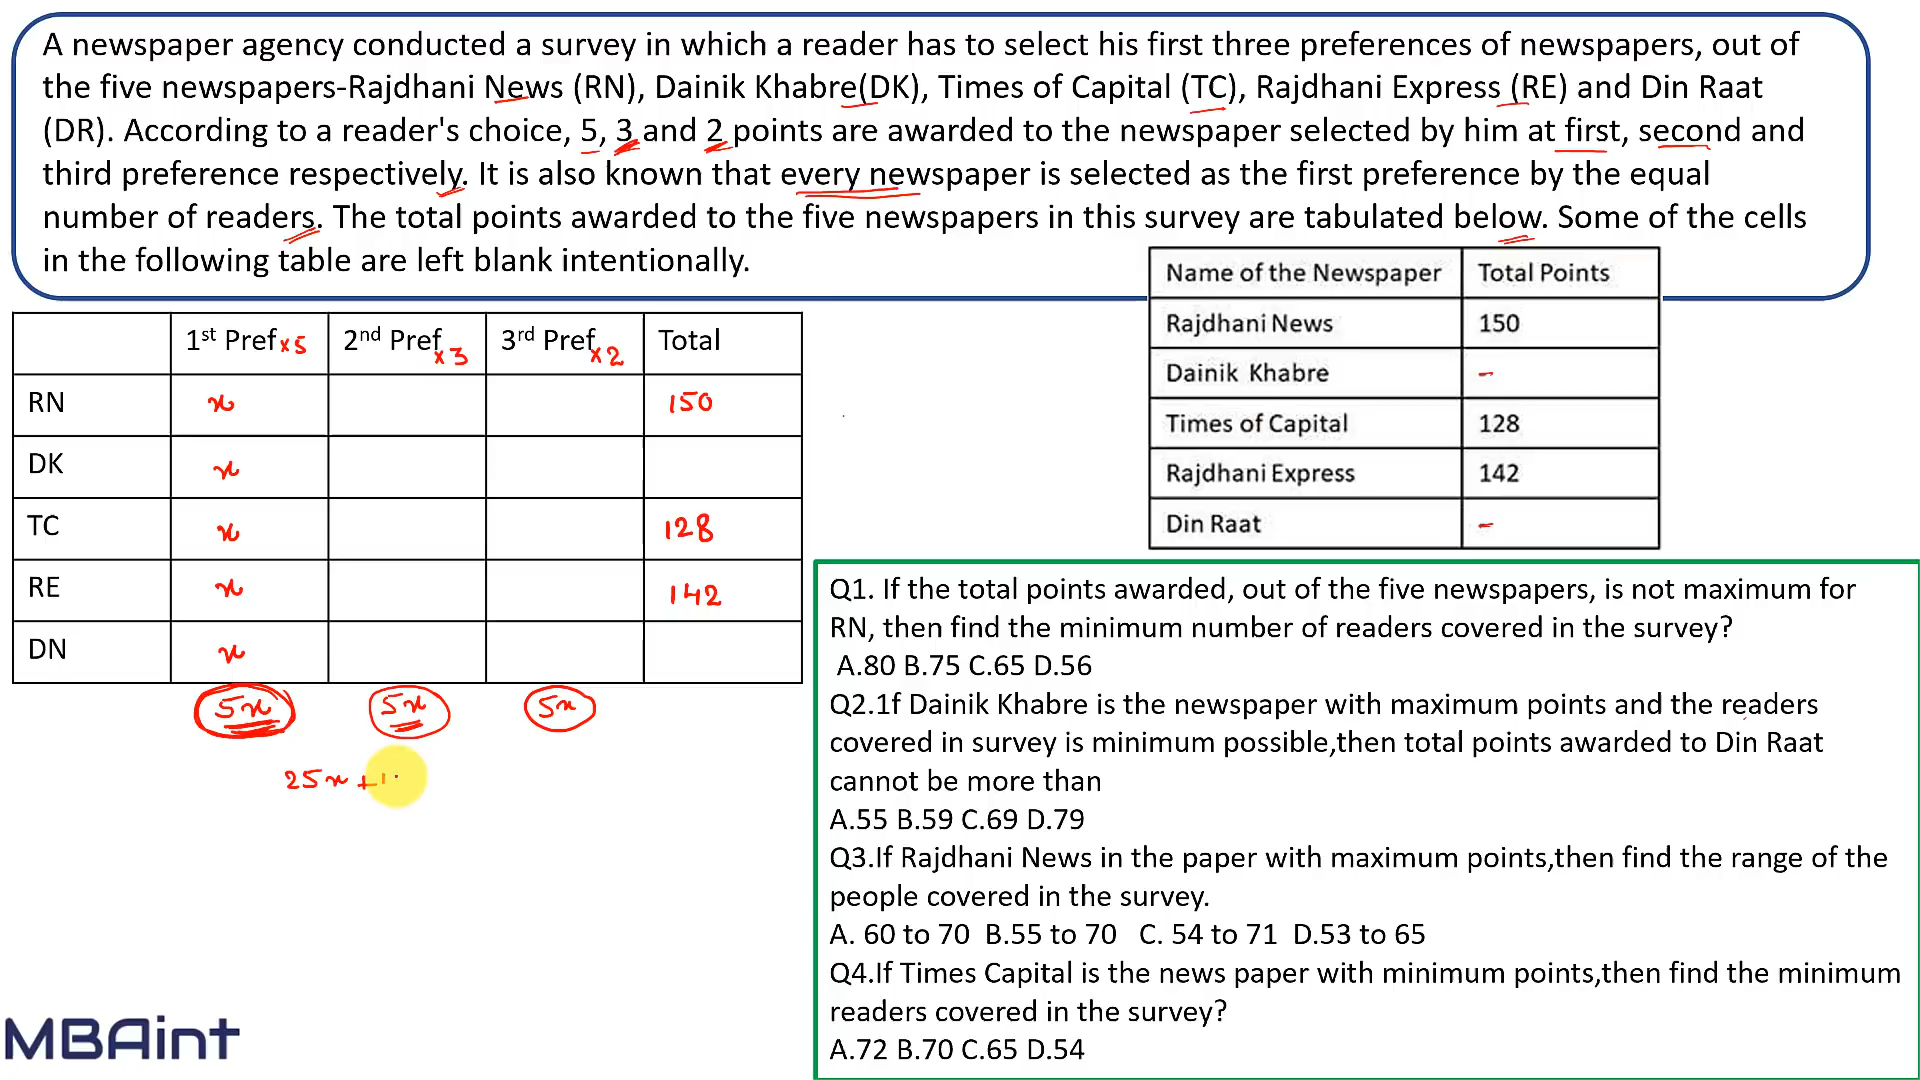 A newspaper agency conducted a survey in which a reader has to select his first three preferences of newspapers, out of
the five newspapers-Rajdhani News (RN), Dainik Khabre(DK), Times of Capital (TC), Rajdhani Express (RE) and Din Raat
(DR). According to a reader's choice, 5, 3 and 2 points are awarded to the newspaper selected by him at first, second and
third preference respectively. It is also known that every newspaper is selected as the first preference by the equal
number of readers. The total points awarded to the five newspapers in this survey are tabulated below. Some of the cells
in the following table are left blank intentionally.
Name of the Newspaper Total Points
Rajdhani News 150
Dainik Khabre -
Times of Capital 128
Rajdhani Express 142
Din Raat -
1st Pref ×5 2nd Pref ×3 3rd Pref ×2 Total
RN x 150
DK x
TC x 128
RE x 142
DN x
5x 5x 5x
25x +1
Q1. If the total points awarded, out of the five newspapers, is not maximum for
RN, then find the minimum number of readers covered in the survey?
A.80 B.75 C.65 D.56
Q2.1f Dainik Khabre is the newspaper with maximum points and the readers
covered in survey is minimum possible,then total points awarded to Din Raat
cannot be more than
A.55 B.59 C.69 D.79
Q3.If Rajdhani News in the paper with maximum points,then find the range of the
people covered in the survey.
A. 60 to 70 B.55 to 70 C. 54 to 71 D.53 to 65
Q4.If Times Capital is the news paper with minimum points,then find the minimum
readers covered in the survey?
A.72 B.70 C.65 D.54
MBAint